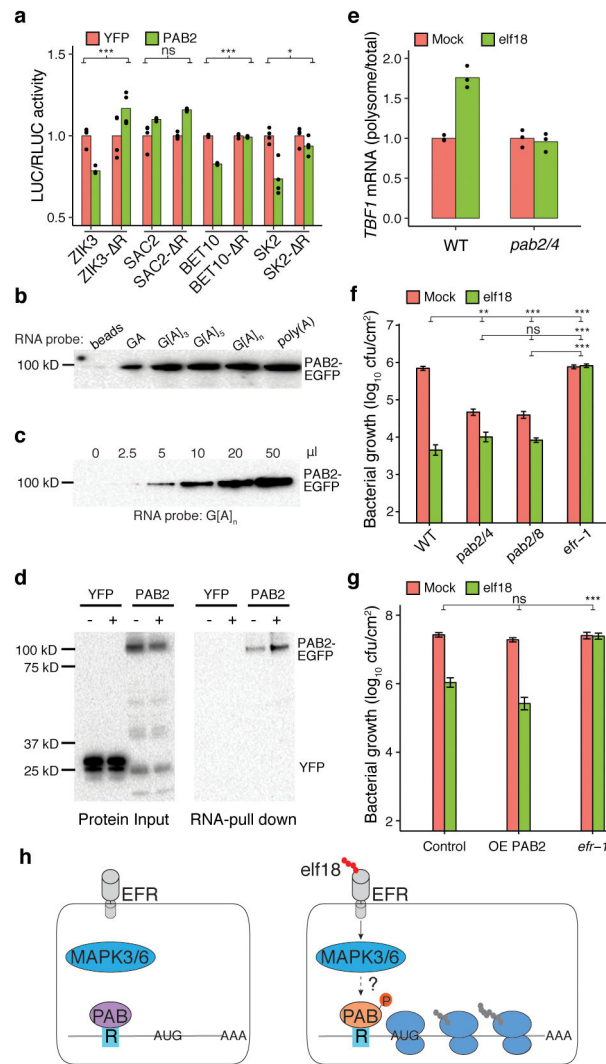 a
YFP PAB2
*** ns *** *
LUC/RLUC activity
1.5
1.0
0.5
ZIK3
ZIK3-ΔR
SAC2
SAC2-ΔR
BET10
BET10-ΔR
SK2
SK2-ΔR
b
RNA probe: beads GA G[A]₃ G[A]₅ G[A]ₙ poly(A)
100 kD PAB2-
EGFP
c
0 2.5 5 10 20 50 µl
100 kD PAB2-
EGFP
RNA probe: G[A]ₙ
d
YFP PAB2 YFP PAB2
- + - + - + - +
100 kD PAB2-
EGFP
75 kD
37 kD
25 kD YFP
Protein Input RNA-pull down
e
Mock elf18
TBF1 mRNA (polysome/total)
2.0
1.5
1.0
0.5
0.0
WT pab2/4
f
Mock elf18
** *** ***
ns ***
***
Bacterial growth (log₁₀ cfu/cm²)
7
6
5
4
3
2
WT
pab2/4
pab2/8
efr-1
g
Mock elf18
ns ***
Bacterial growth (log₁₀ cfu/cm²)
8
6
4
2
Control OE PAB2 efr-1
h
EFR
MAPK3/6
PAB
R AUG AAA
elf18
EFR
MAPK3/6
?
P
PAB
R AUG AAA